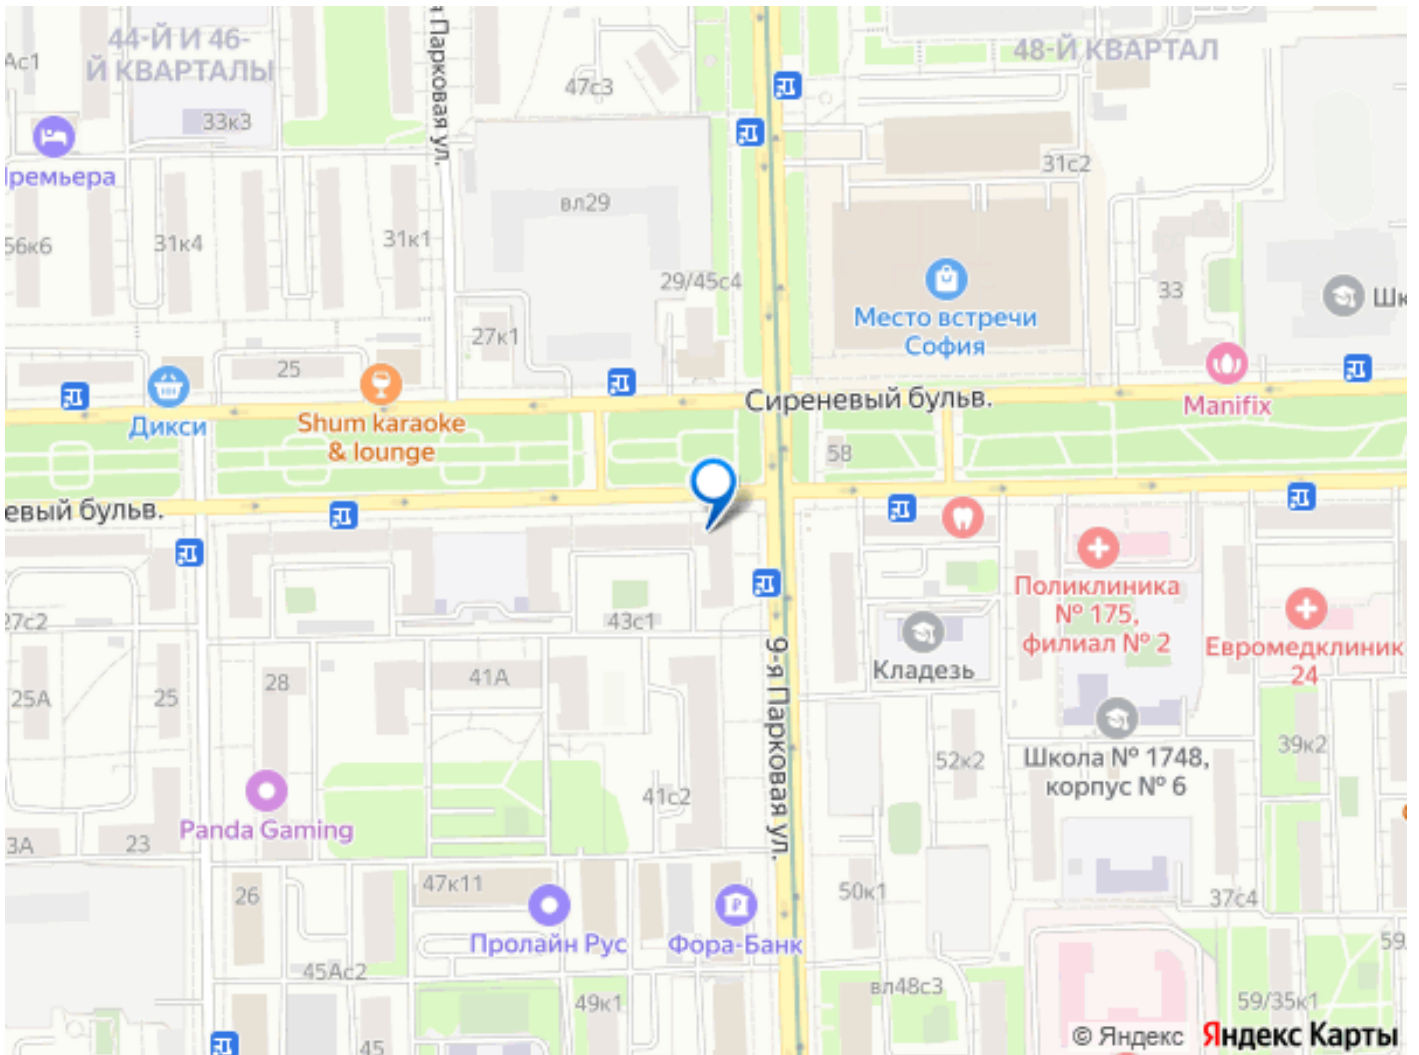 44-Й И 46-
Й КВАРТАЛЫ
я Парковая ул.
48-Й КВАРТАЛ
Ас1
47с3
33к3
31с2
Премьера
вл29
56к6
31к4
31к1
29/45с4
33
Шк
Место встречи
София
27к1
25
Дикси
Shum karaoke
& lounge
Сиреневый бульв.
Manifix
58
евый бульв.
27с2
43с1
Поликлиника
№ 175,
филиал № 2
Евромедклиник
24
Кладезь
9-я Парковая ул.
25А
25
28
41А
52к2
Школа № 1748,
корпус № 6
39к2
41с2
Panda Gaming
3А
23
26
47к11
50к1
37с4
Пролайн Рус
Фора-Банк
59
45Ас2
49к1
вл48с3
59/35к1
45
© Яндекс Яндекс Карты